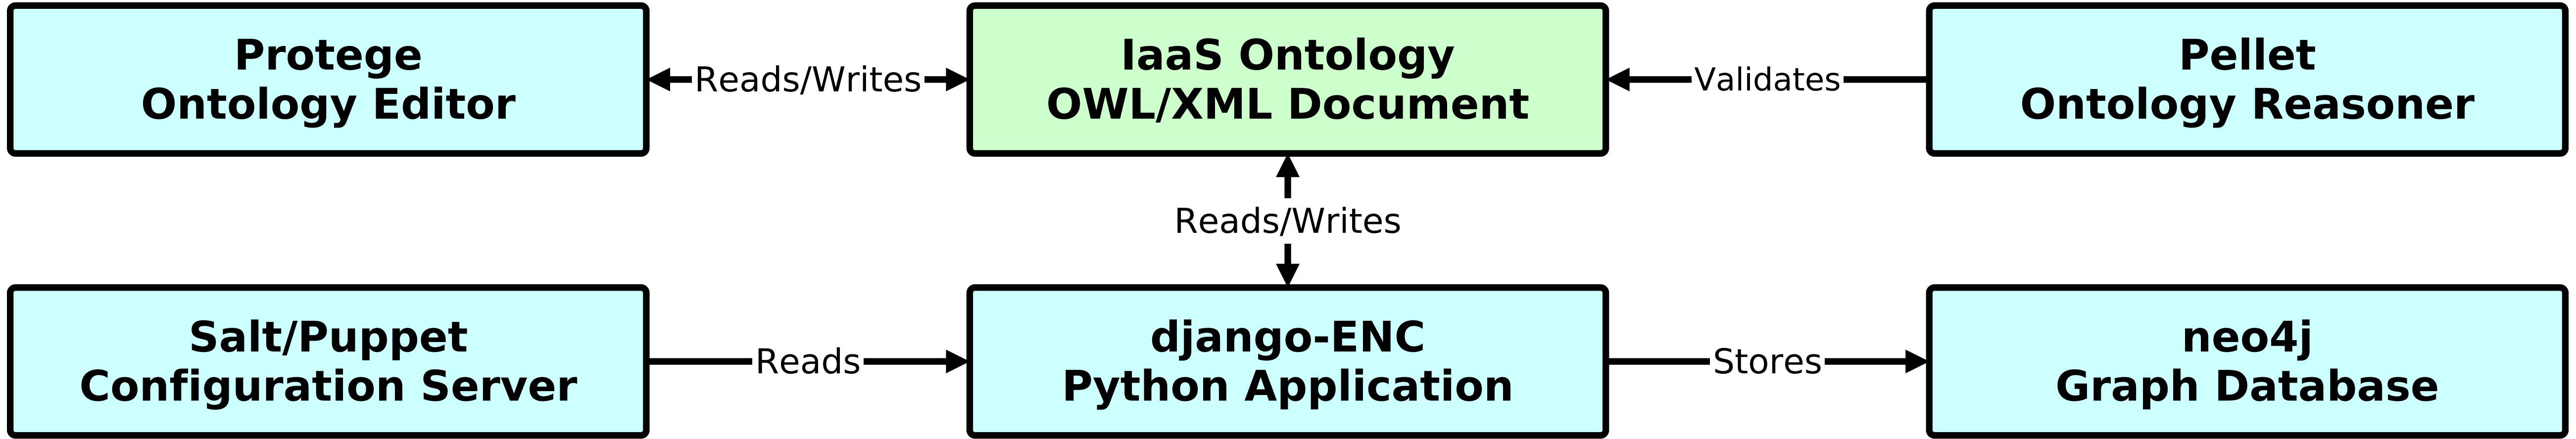 Protege
Ontology Editor
Reads/Writes
IaaS Ontology
OWL/XML Document
Validates
Pellet
Ontology Reasoner
Reads/Writes
Salt/Puppet
Configuration Server
Reads
django-ENC
Python Application
Stores
neo4j
Graph Database